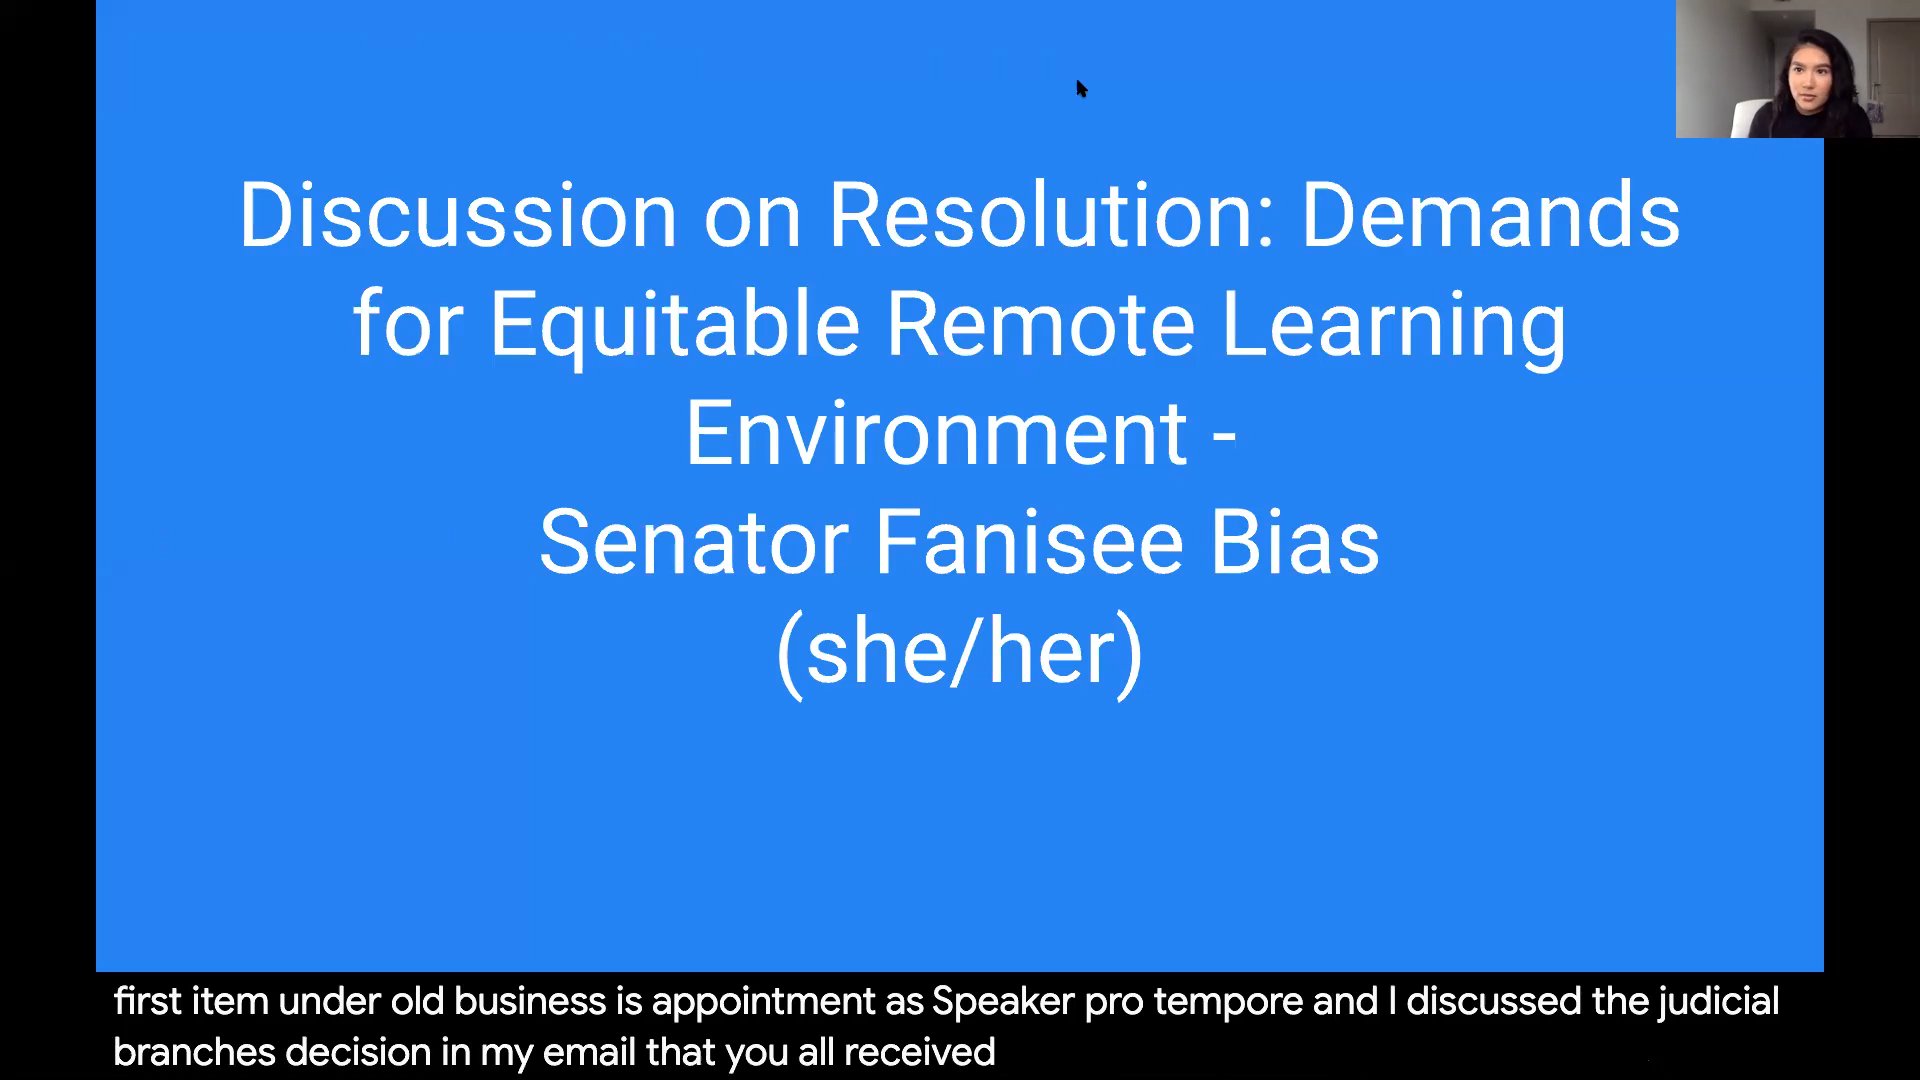 Discussion on Resolution: Demands
for Equitable Remote Learning
Environment -
Senator Fanisee Bias
(she/her)
first item under old business is appointment as Speaker pro tempore and I discussed the judicial
branches decision in my email that you all received